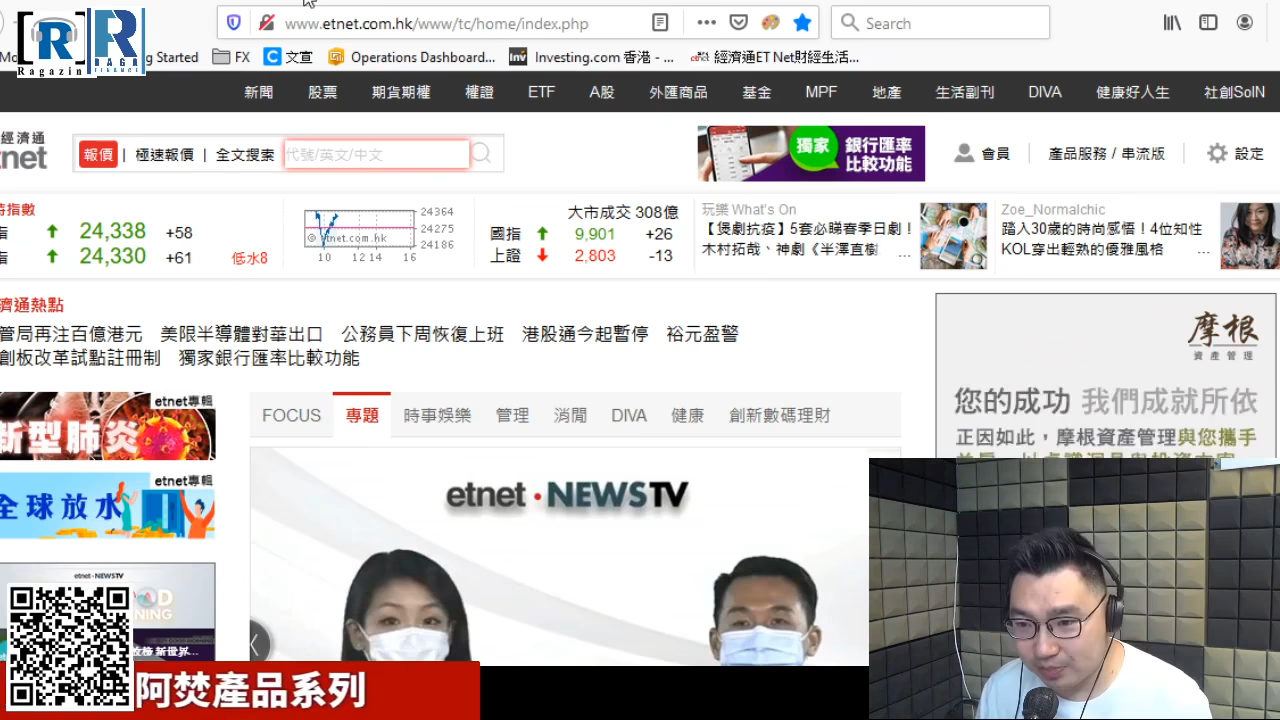 www.etnet.com.hk/www/tc/home/index.php
Search
[R] R
Ragazin
FINANCE
g Started
FX
文宣
Operations Dashboard...
Investing.com 香港 - ...
經濟通ET Net財經生活...
新聞 股票 期貨期權 權證 ETF A股 外匯商品 基金 MPF 地產 生活副刊 DIVA 健康好人生 社創SoIN
經濟通
net
報價 | 極速報價 | 全文搜索 代號/英文/中文
獨家 銀行匯率
比較功能
會員 產品服務 / 串流版 設定
時指數
指 24,338 +58
指 24,330 +61 低水8
24364
24275
24186
© etnet.com.hk
10 12 14 16
大市成交 308億
國指 9,901 +26
上證 2,803 -13
玩樂 What's On
【煲劇抗疫】5套必睇春季日劇!
木村拓哉、神劇《半澤直樹 ...
Zoe_Normalchic
踏入30歲的時尚感悟!4位知性
KOL穿出輕熟的優雅風格 ...
濟通熱點
管局再注百億港元 美限半導體對華出口 公務員下周恢復上班 港股通今起暫停 裕元盈警
創板改革試點註冊制 獨家銀行匯率比較功能
etnet專輯
新型肺炎
etnet專輯
全球放水
etnet·NEWSTV
FOCUS 專題 時事娛樂 管理 消閒 DIVA 健康 創新數碼理財
etnet·NEWSTV
摩根
資產管理
您的成功 我們成就所依
正因如此,摩根資產管理與您攜手
阿焚產品系列